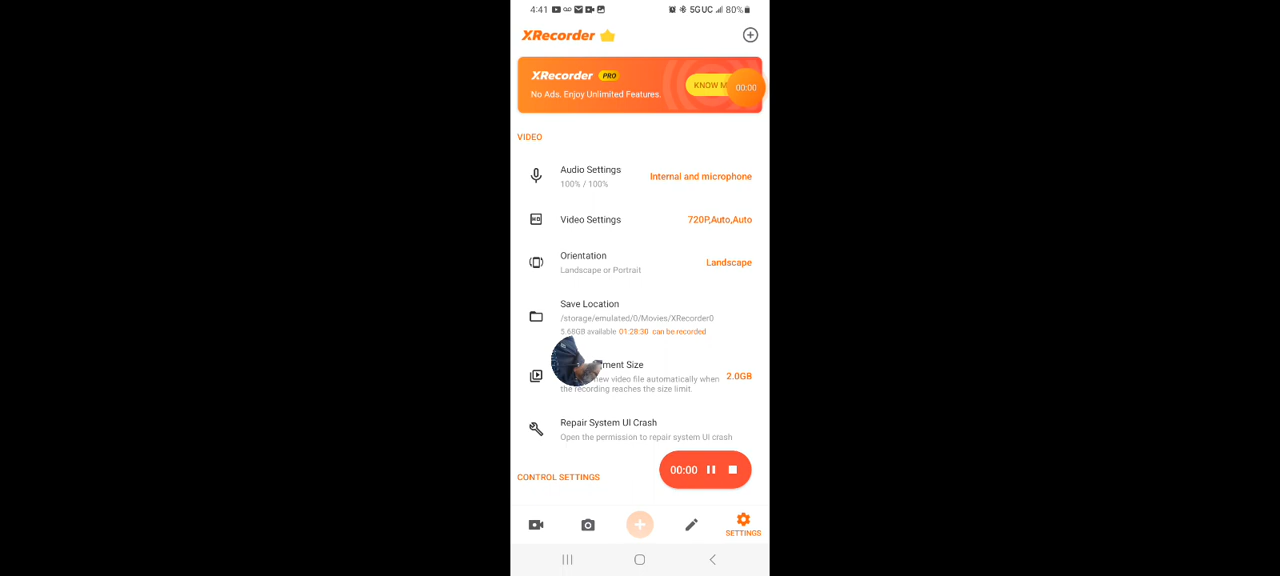 4:41 5G UC 80%
XRecorder
XRecorder PRO
No Ads. Enjoy Unlimited Features.
KNOW M
00:00
VIDEO
Audio Settings
100% / 100%
Internal and microphone
Video Settings
720P,Auto,Auto
Orientation
Landscape or Portrait
Landscape
Save Location
/storage/emulated/0/Movies/XRecorder0
5.68GB available 01:28:30 can be recorded
ment Size
new video file automatically when
the recording reaches the size limit.
2.0GB
Repair System UI Crash
Open the permission to repair system UI crash
00:00
CONTROL SETTINGS
SETTINGS